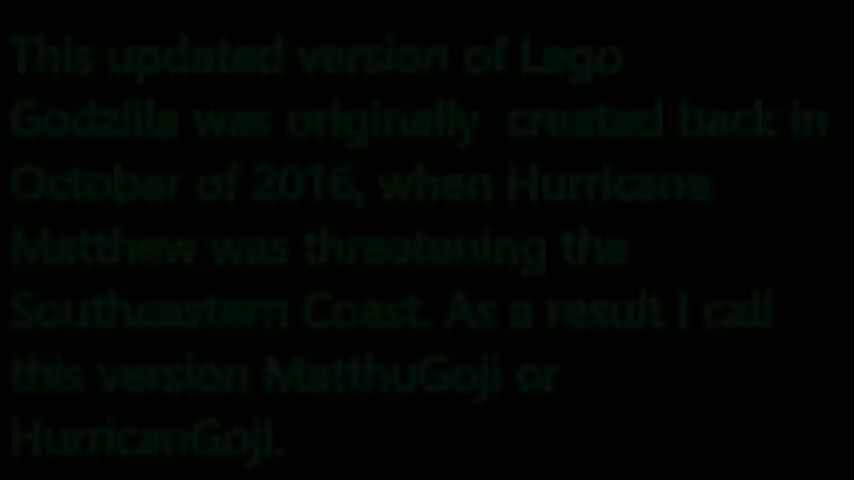 This updated version of Lego
Godzilla was originally  created back in
October of 2016, when Hurricane
Matthew was threatening the
Southeastern Coast. As a result I call
this version MatthuGoji or
HurricanGoji.